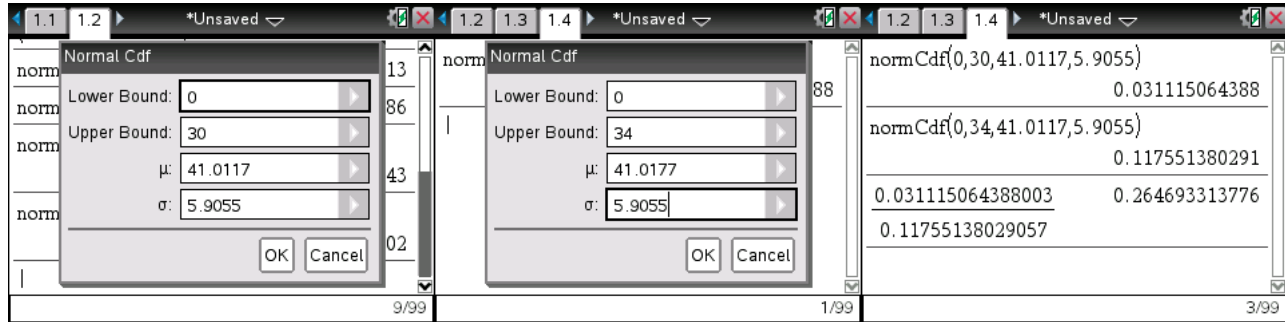 1.1 1.2 *Unsaved
Normal Cdf
norm 13
Lower Bound: 0
norm 86
Upper Bound: 30
norm
μ: 41.0117
43
σ: 5.9055
norm
OK Cancel
02
9/99
1.2 1.3 1.4 *Unsaved
norm Normal Cdf
88
Lower Bound: 0
Upper Bound: 34
μ: 41.0177
σ: 5.9055
OK Cancel
1/99
1.2 1.3 1.4 *Unsaved
normCdf(0,30,41.0117,5.9055)
0.031115064388
normCdf(0,34,41.0117,5.9055)
0.117551380291
0.031115064388003 0.264693313776
0.11755138029057
3/99